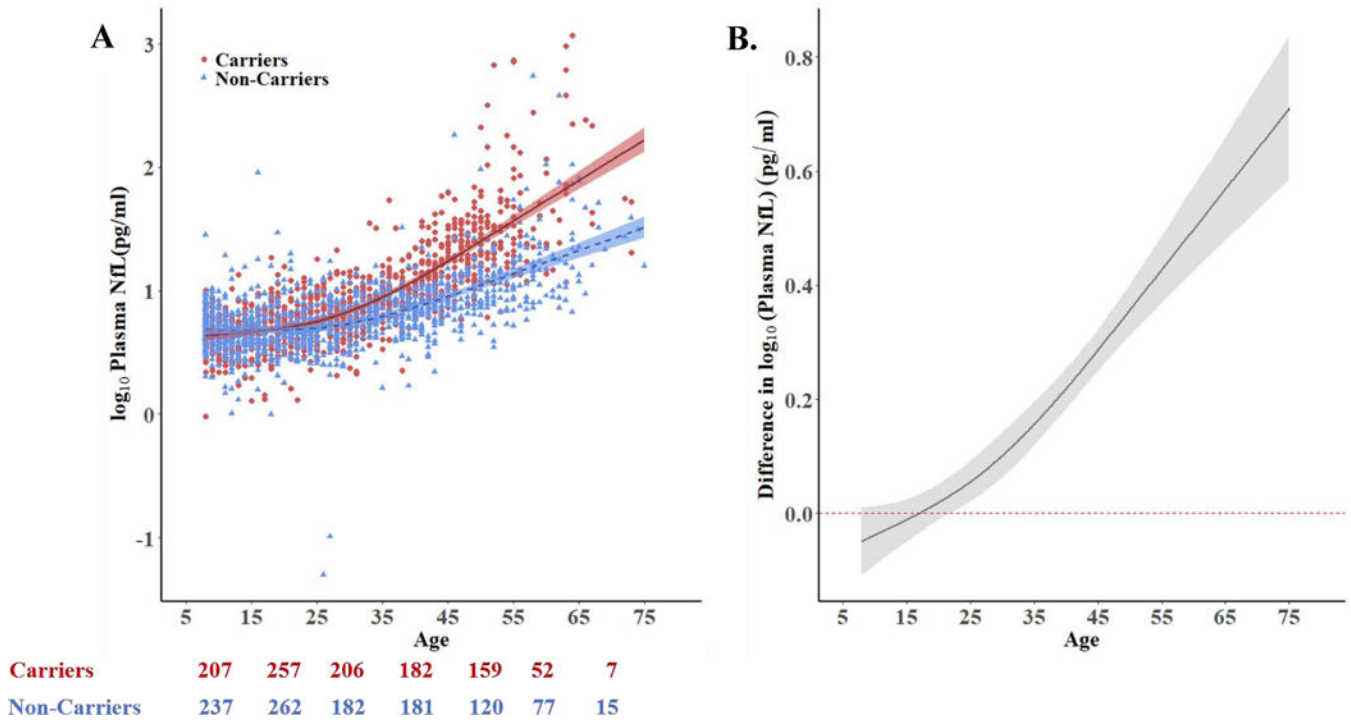 A
B.
Carriers
Non-Carriers
log₁₀ Plasma NfL(pg/ml)
3
2
1
0
-1
5 15 25 35 45 55 65 75
Age
Difference in log₁₀ (Plasma NfL) (pg/ ml)
0.8
0.6
0.4
0.2
0.0
5 15 25 35 45 55 65 75
Age
Carriers 207 257 206 182 159 52 7
Non-Carriers 237 262 182 181 120 77 15